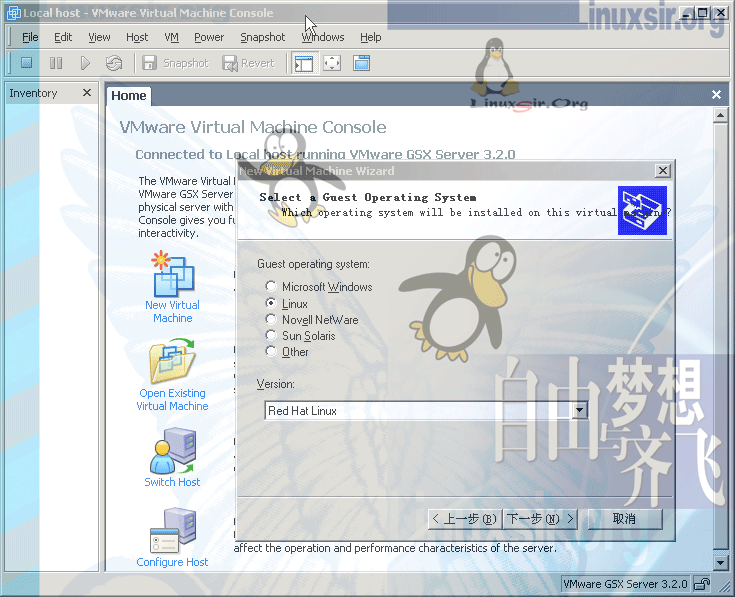 Local host - VMware Virtual Machine Console
inuxsir.org
File Edit View Host VM Power Snapshot Windows Help
Snapshot Revert
LinuxSir.Org
Inventory
Home
VMware Virtual Machine Console
Connected to Local host running VMware GSX Server 3.2.0
The VMware Virtual
VMware GSX Server
physical server with
Console gives you fu
interactivity.
New Virtual
Machine
Open Existing
Virtual Machine
Switch Host
Configure Host
New Virtual Machine Wizard
Select a Guest Operating System
Which operating system will be installed on this virtual machine?
Guest operating system:
Microsoft Windows
Linux
Novell NetWare
Sun Solaris
Other
Version:
Red Hat Linux
自由与梦想齐飞
< 上一步(B) 下一步(N) > 取消
affect the operation and performance characteristics of the server.
VMware GSX Server 3.2.0